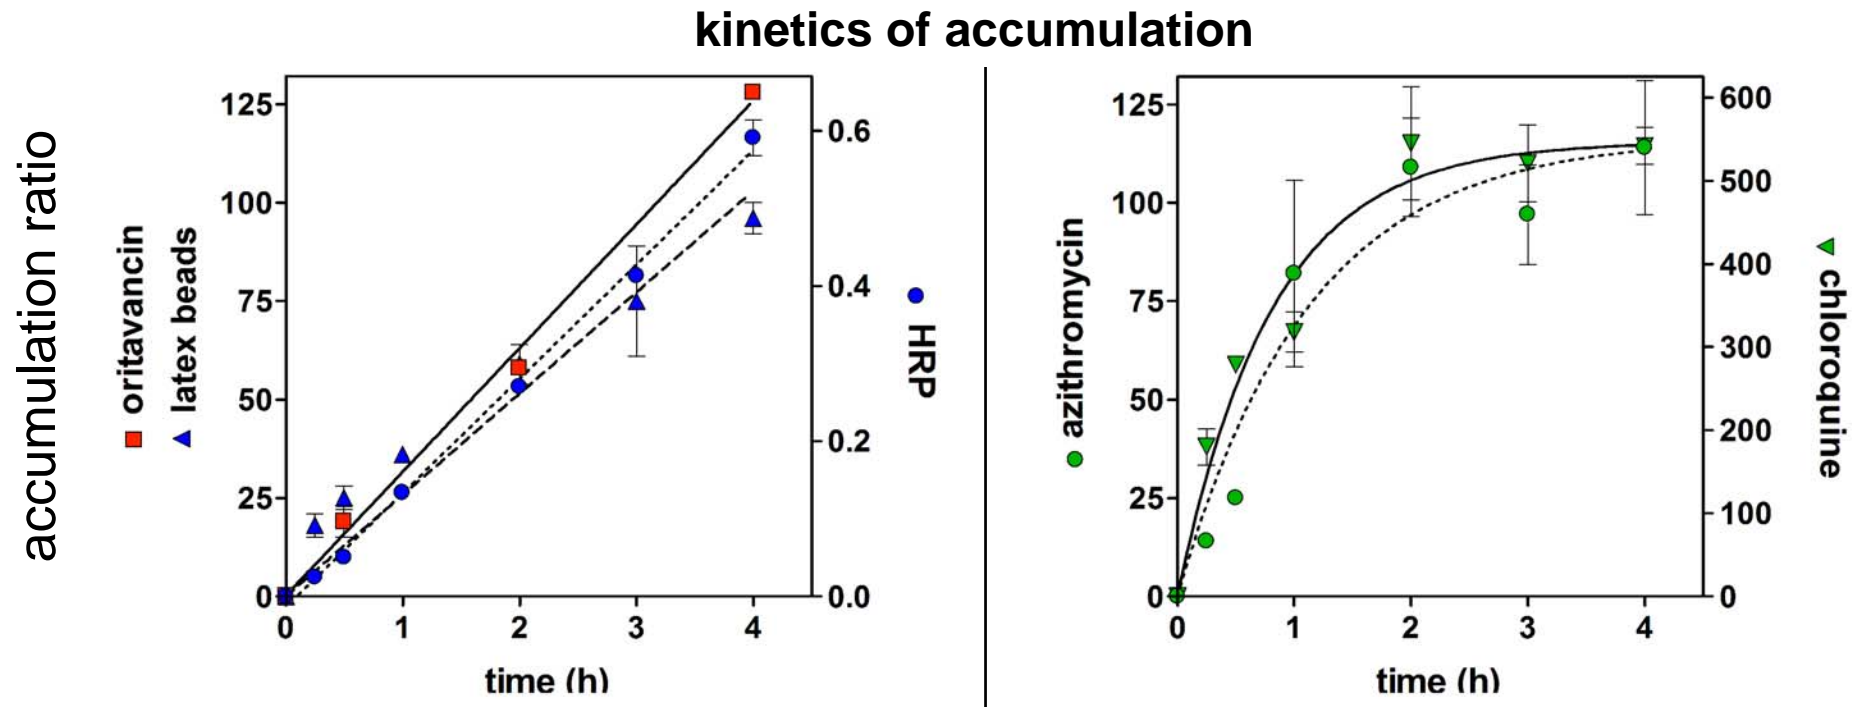 kinetics of accumulation
accumulation ratio
oritavancin
latex beads
125
100
75
50
25
0
0.6
0.4
0.2
0.0
HRP
0 1 2 3 4
time (h)
azithromycin
125
100
75
50
25
0
600
500
400
300
200
100
0
chloroquine
0 1 2 3 4
time (h)